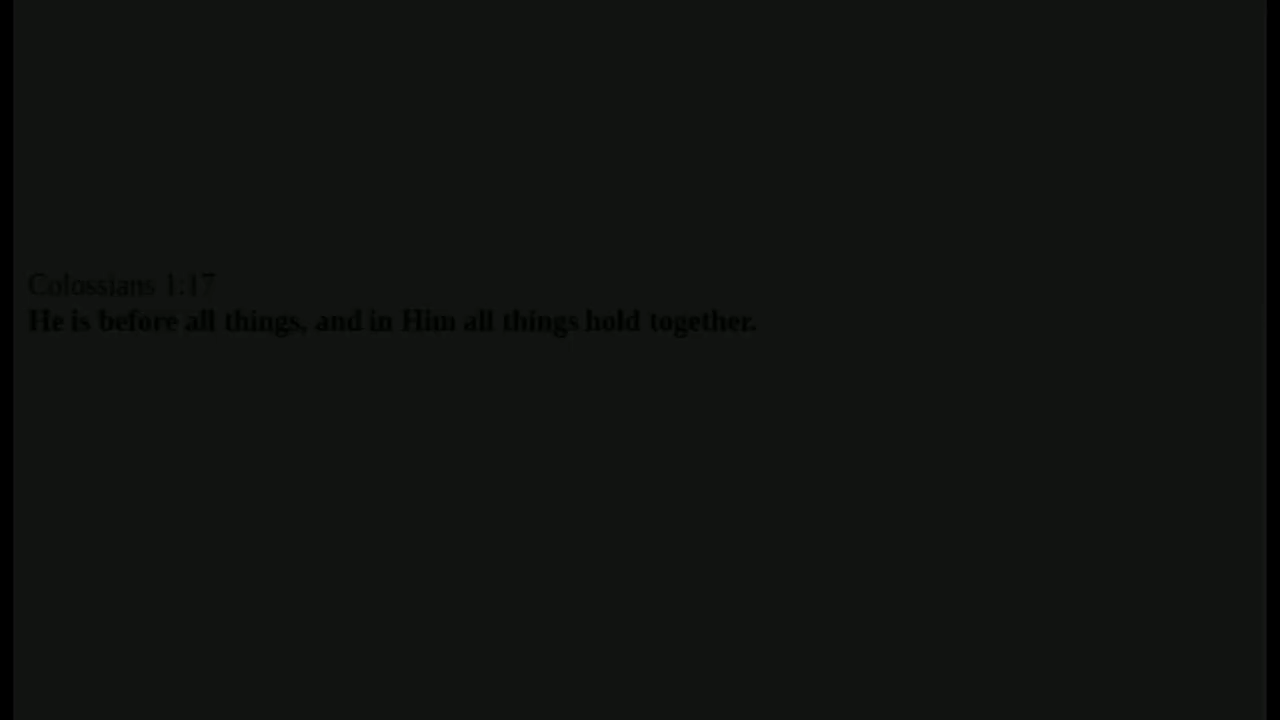 Colossians 1:17
He is before all things, and in Him all things hold together.